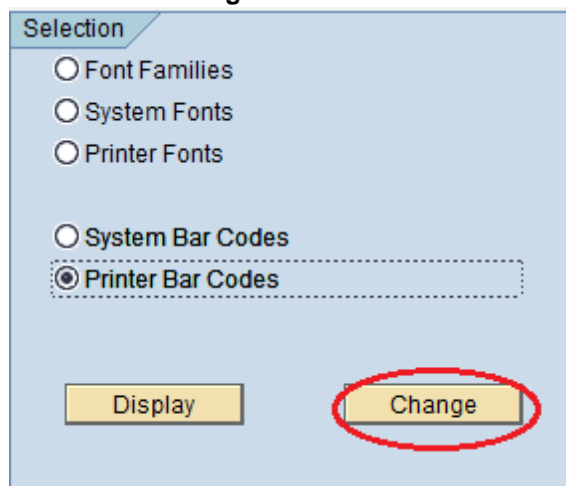 Selection
Font Families
System Fonts
Printer Fonts
System Bar Codes
Printer Bar Codes
Display Change